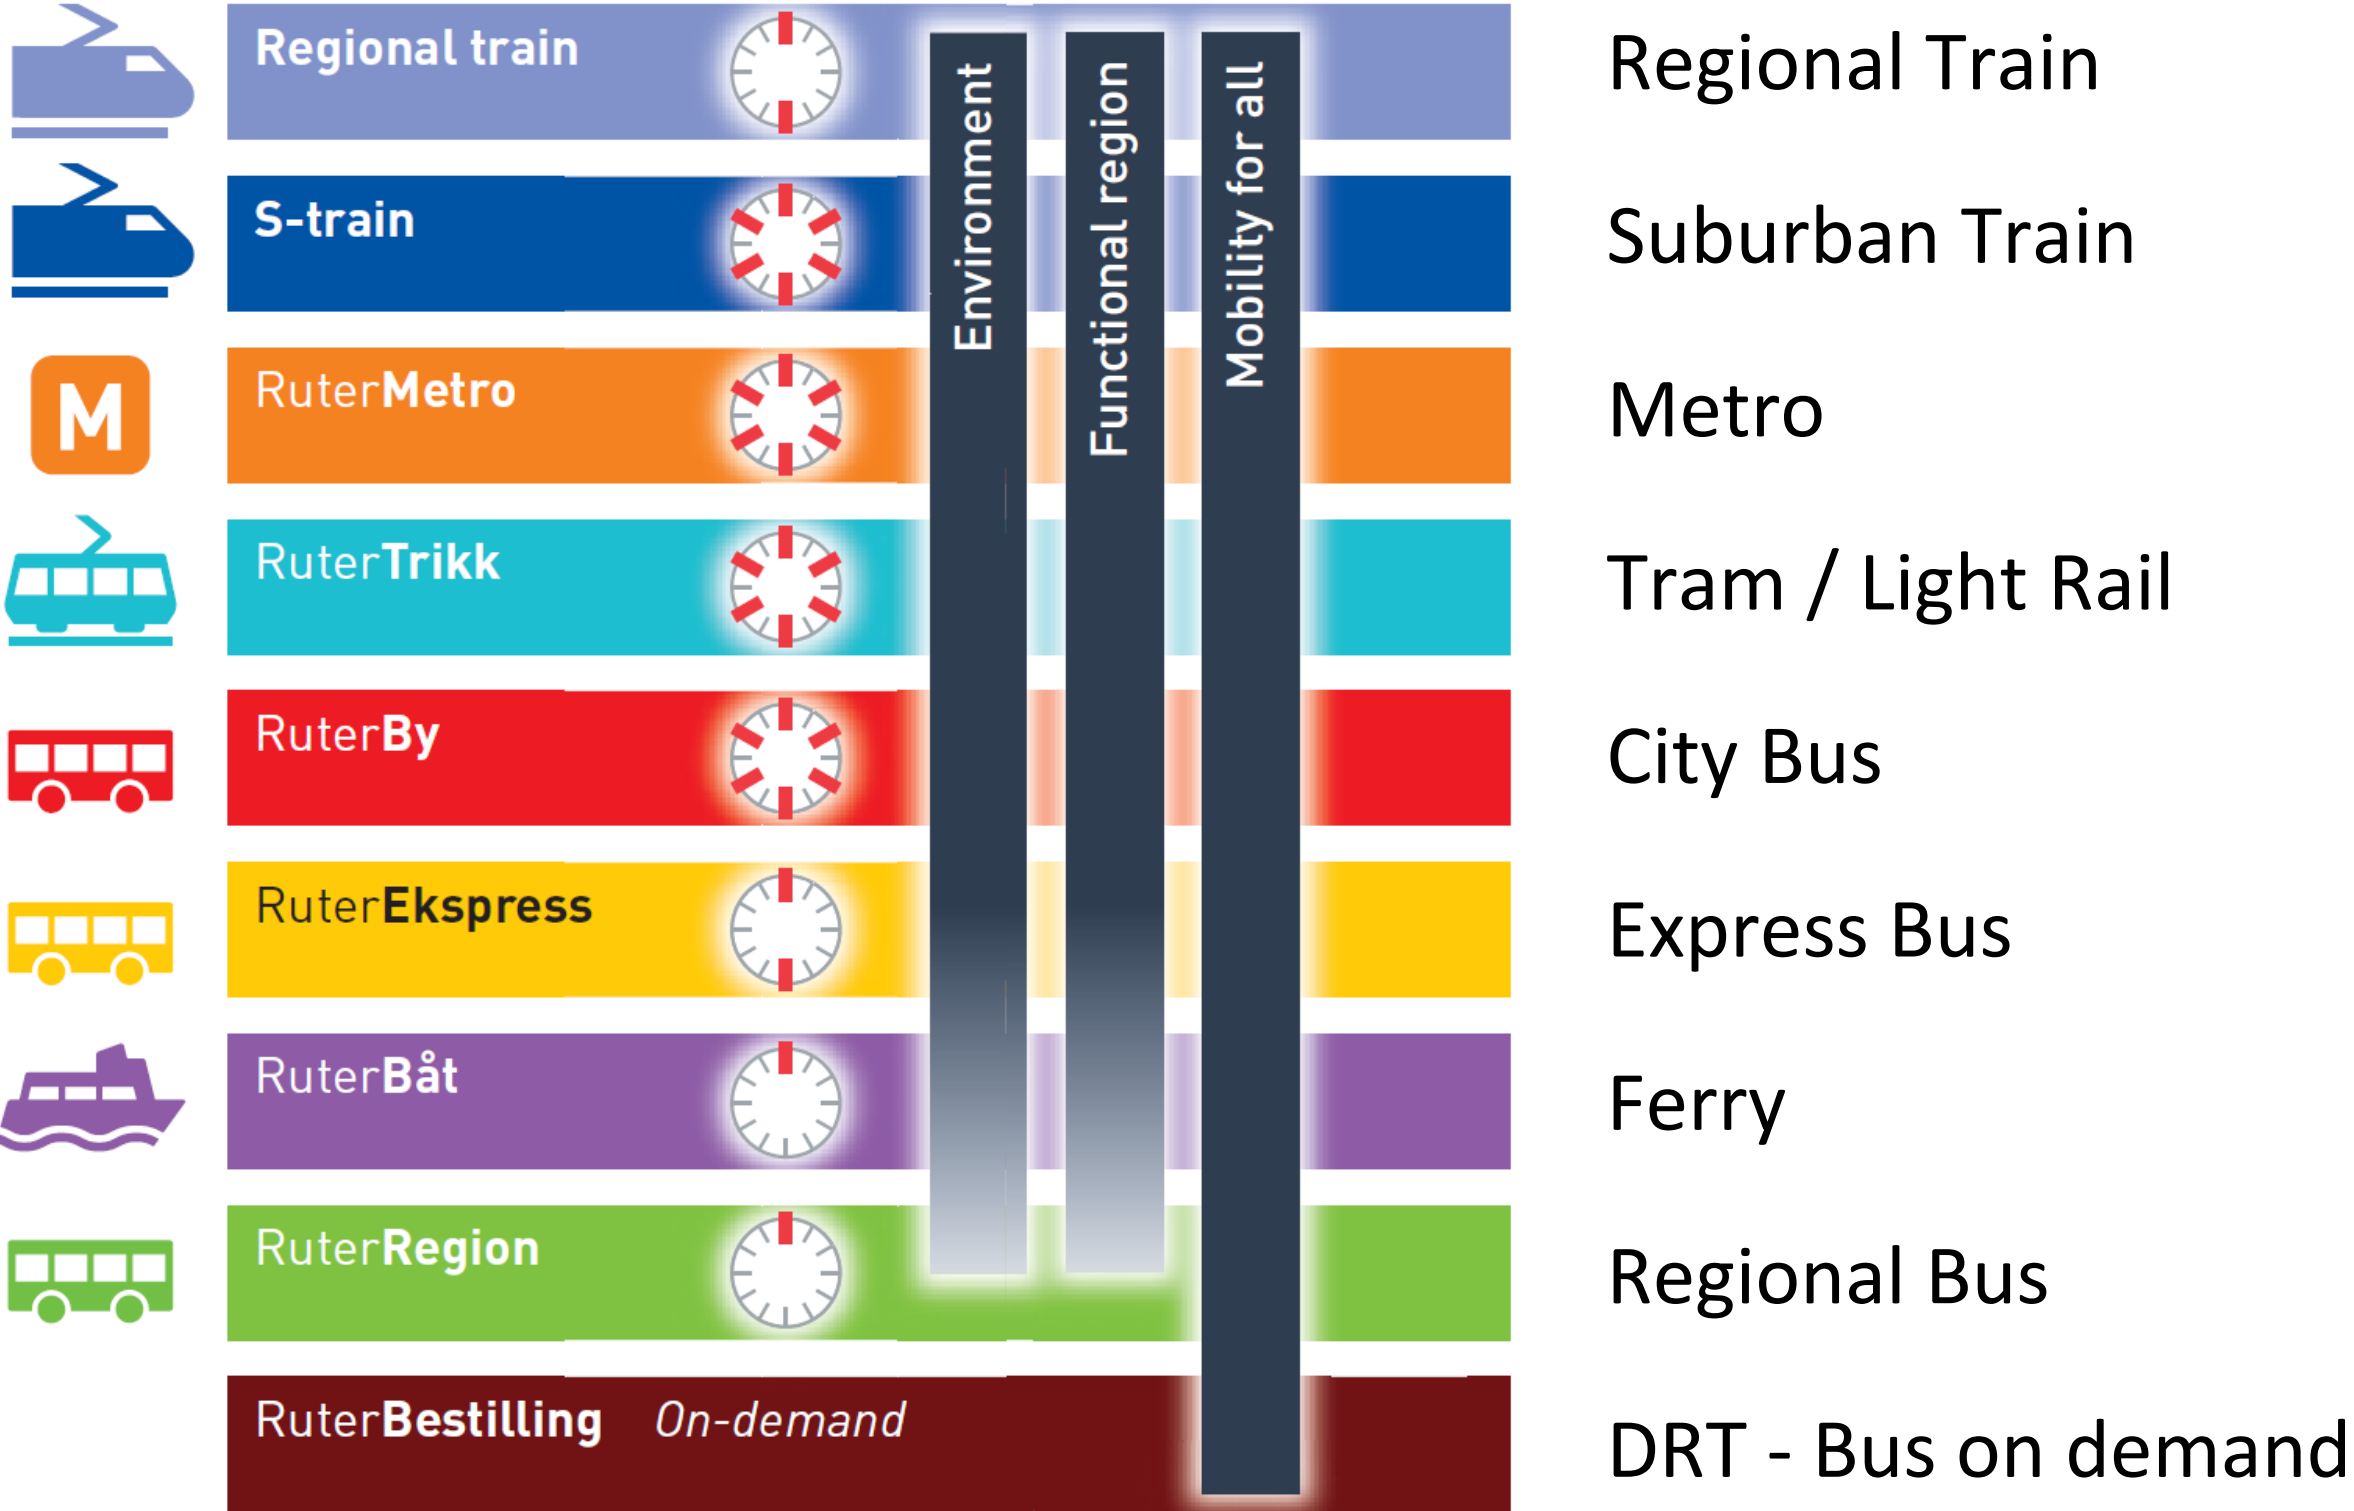 Regional train
Environment
Functional region
Mobility for all
Regional Train
S-train
Suburban Train
M
RuterMetro
Metro
RuterTrikk
Tram / Light Rail
RuterBy
City Bus
RuterEkspress
Express Bus
RuterBåt
Ferry
RuterRegion
Regional Bus
RuterBestilling On-demand
DRT - Bus on demand